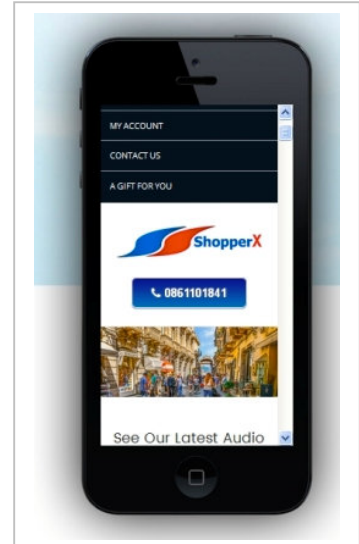 MY ACCOUNT
CONTACT US
A GIFT FOR YOU
ShopperX
0861101841
See Our Latest Audio